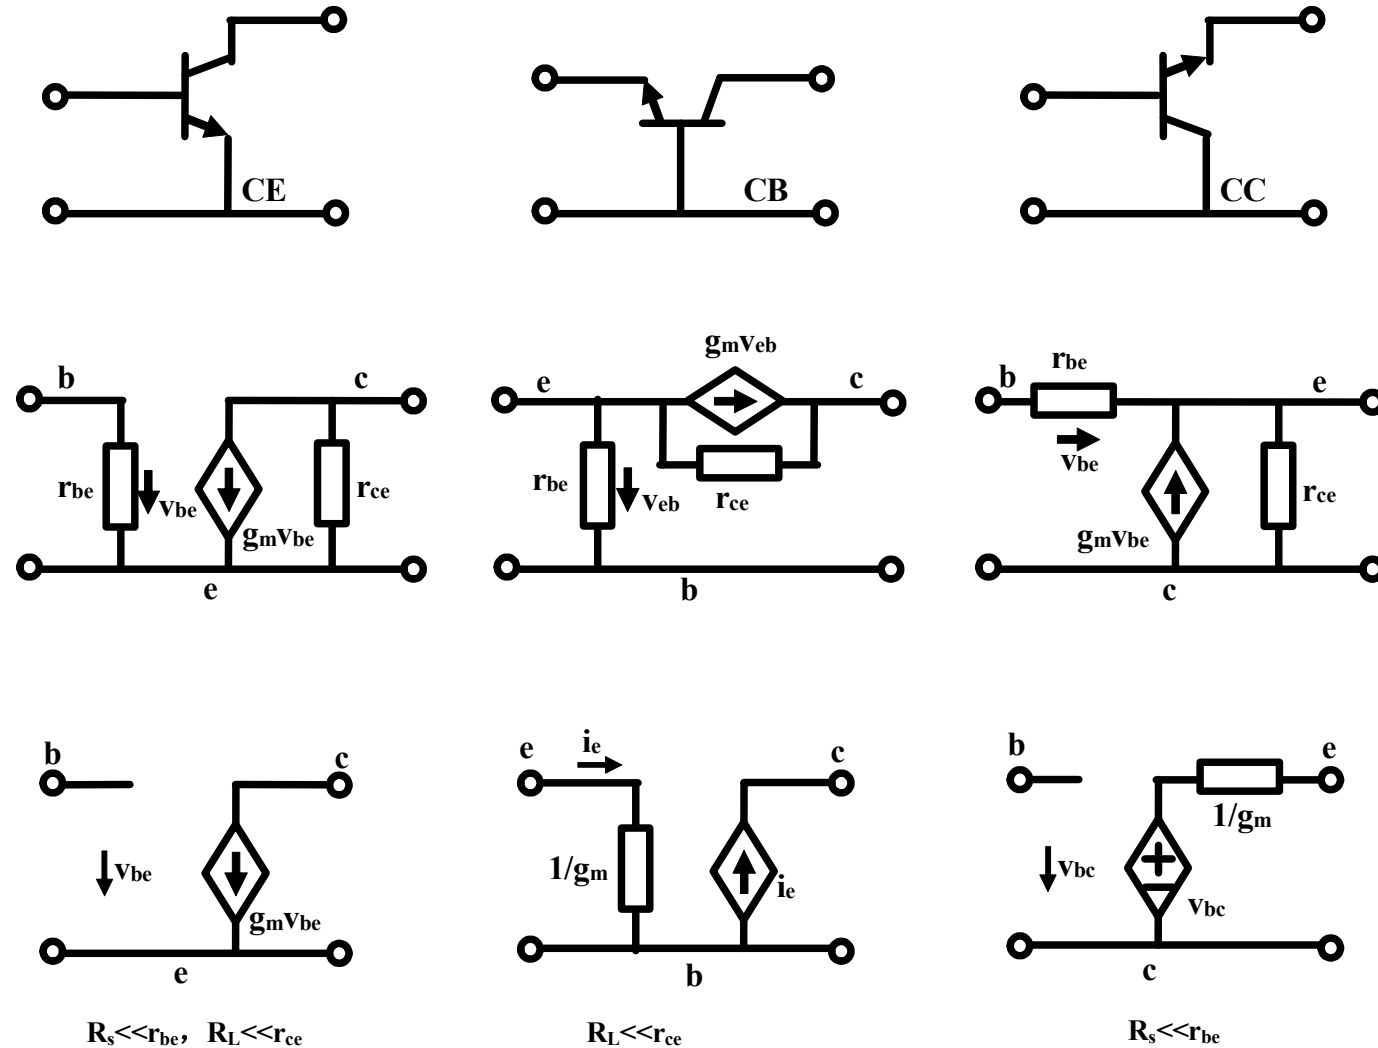 CE
CB
CC
gmveb
b
c
e
c
b
rbe
e
rbe
vbe
gmvbe
rce
rbe
veb
rce
vbe
gmvbe
rce
e
b
c
b
c
e
ie
c
b
e
vbe
gmvbe
1/gm
ie
vbc
vbc
1/gm
e
b
c
Rs<<rbe, RL<<rce
RL<<rce
Rs<<rbe